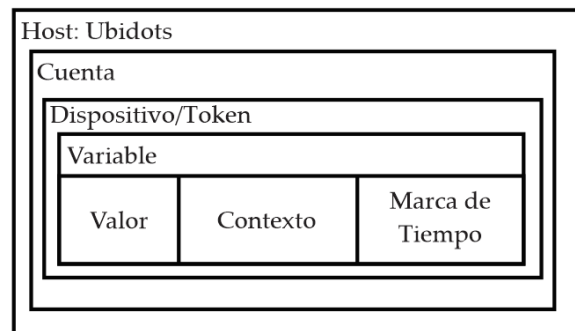 Host: Ubidots
Cuenta
Dispositivo/Token
Variable
Valor
Contexto
Marca de
Tiempo